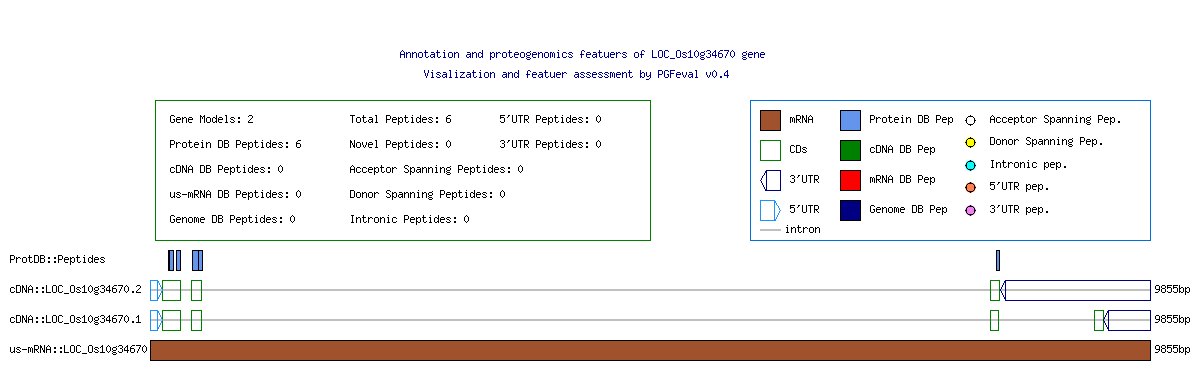 Annotation and proteogenomics featuers of LOC_Os10g34670 gene
Visalization and featuer assessment by PGFeval v0.4
Gene Models: 2 Total Peptides: 6 5'UTR Peptides: 0
Protein DB Peptides: 6 Novel Peptides: 0 3'UTR Peptides: 0
cDNA DB Peptides: 0 Acceptor Spanning Peptides: 0
us-mRNA DB Peptides: 0 Donor Spanning Peptides: 0
Genome DB Peptides: 0 Intronic Peptides: 0
mRNA Protein DB Pep Acceptor Spanning Pep.
CDs cDNA DB Pep Donor Spanning Pep.
3'UTR mRNA DB Pep Intronic pep.
5'UTR Genome DB Pep 5'UTR pep.
intron 3'UTR pep.
ProtDB::Peptides
cDNA::LOC_Os10g34670.2 9855bp
cDNA::LOC_Os10g34670.1 9855bp
us-mRNA::LOC_Os10g34670 9855bp